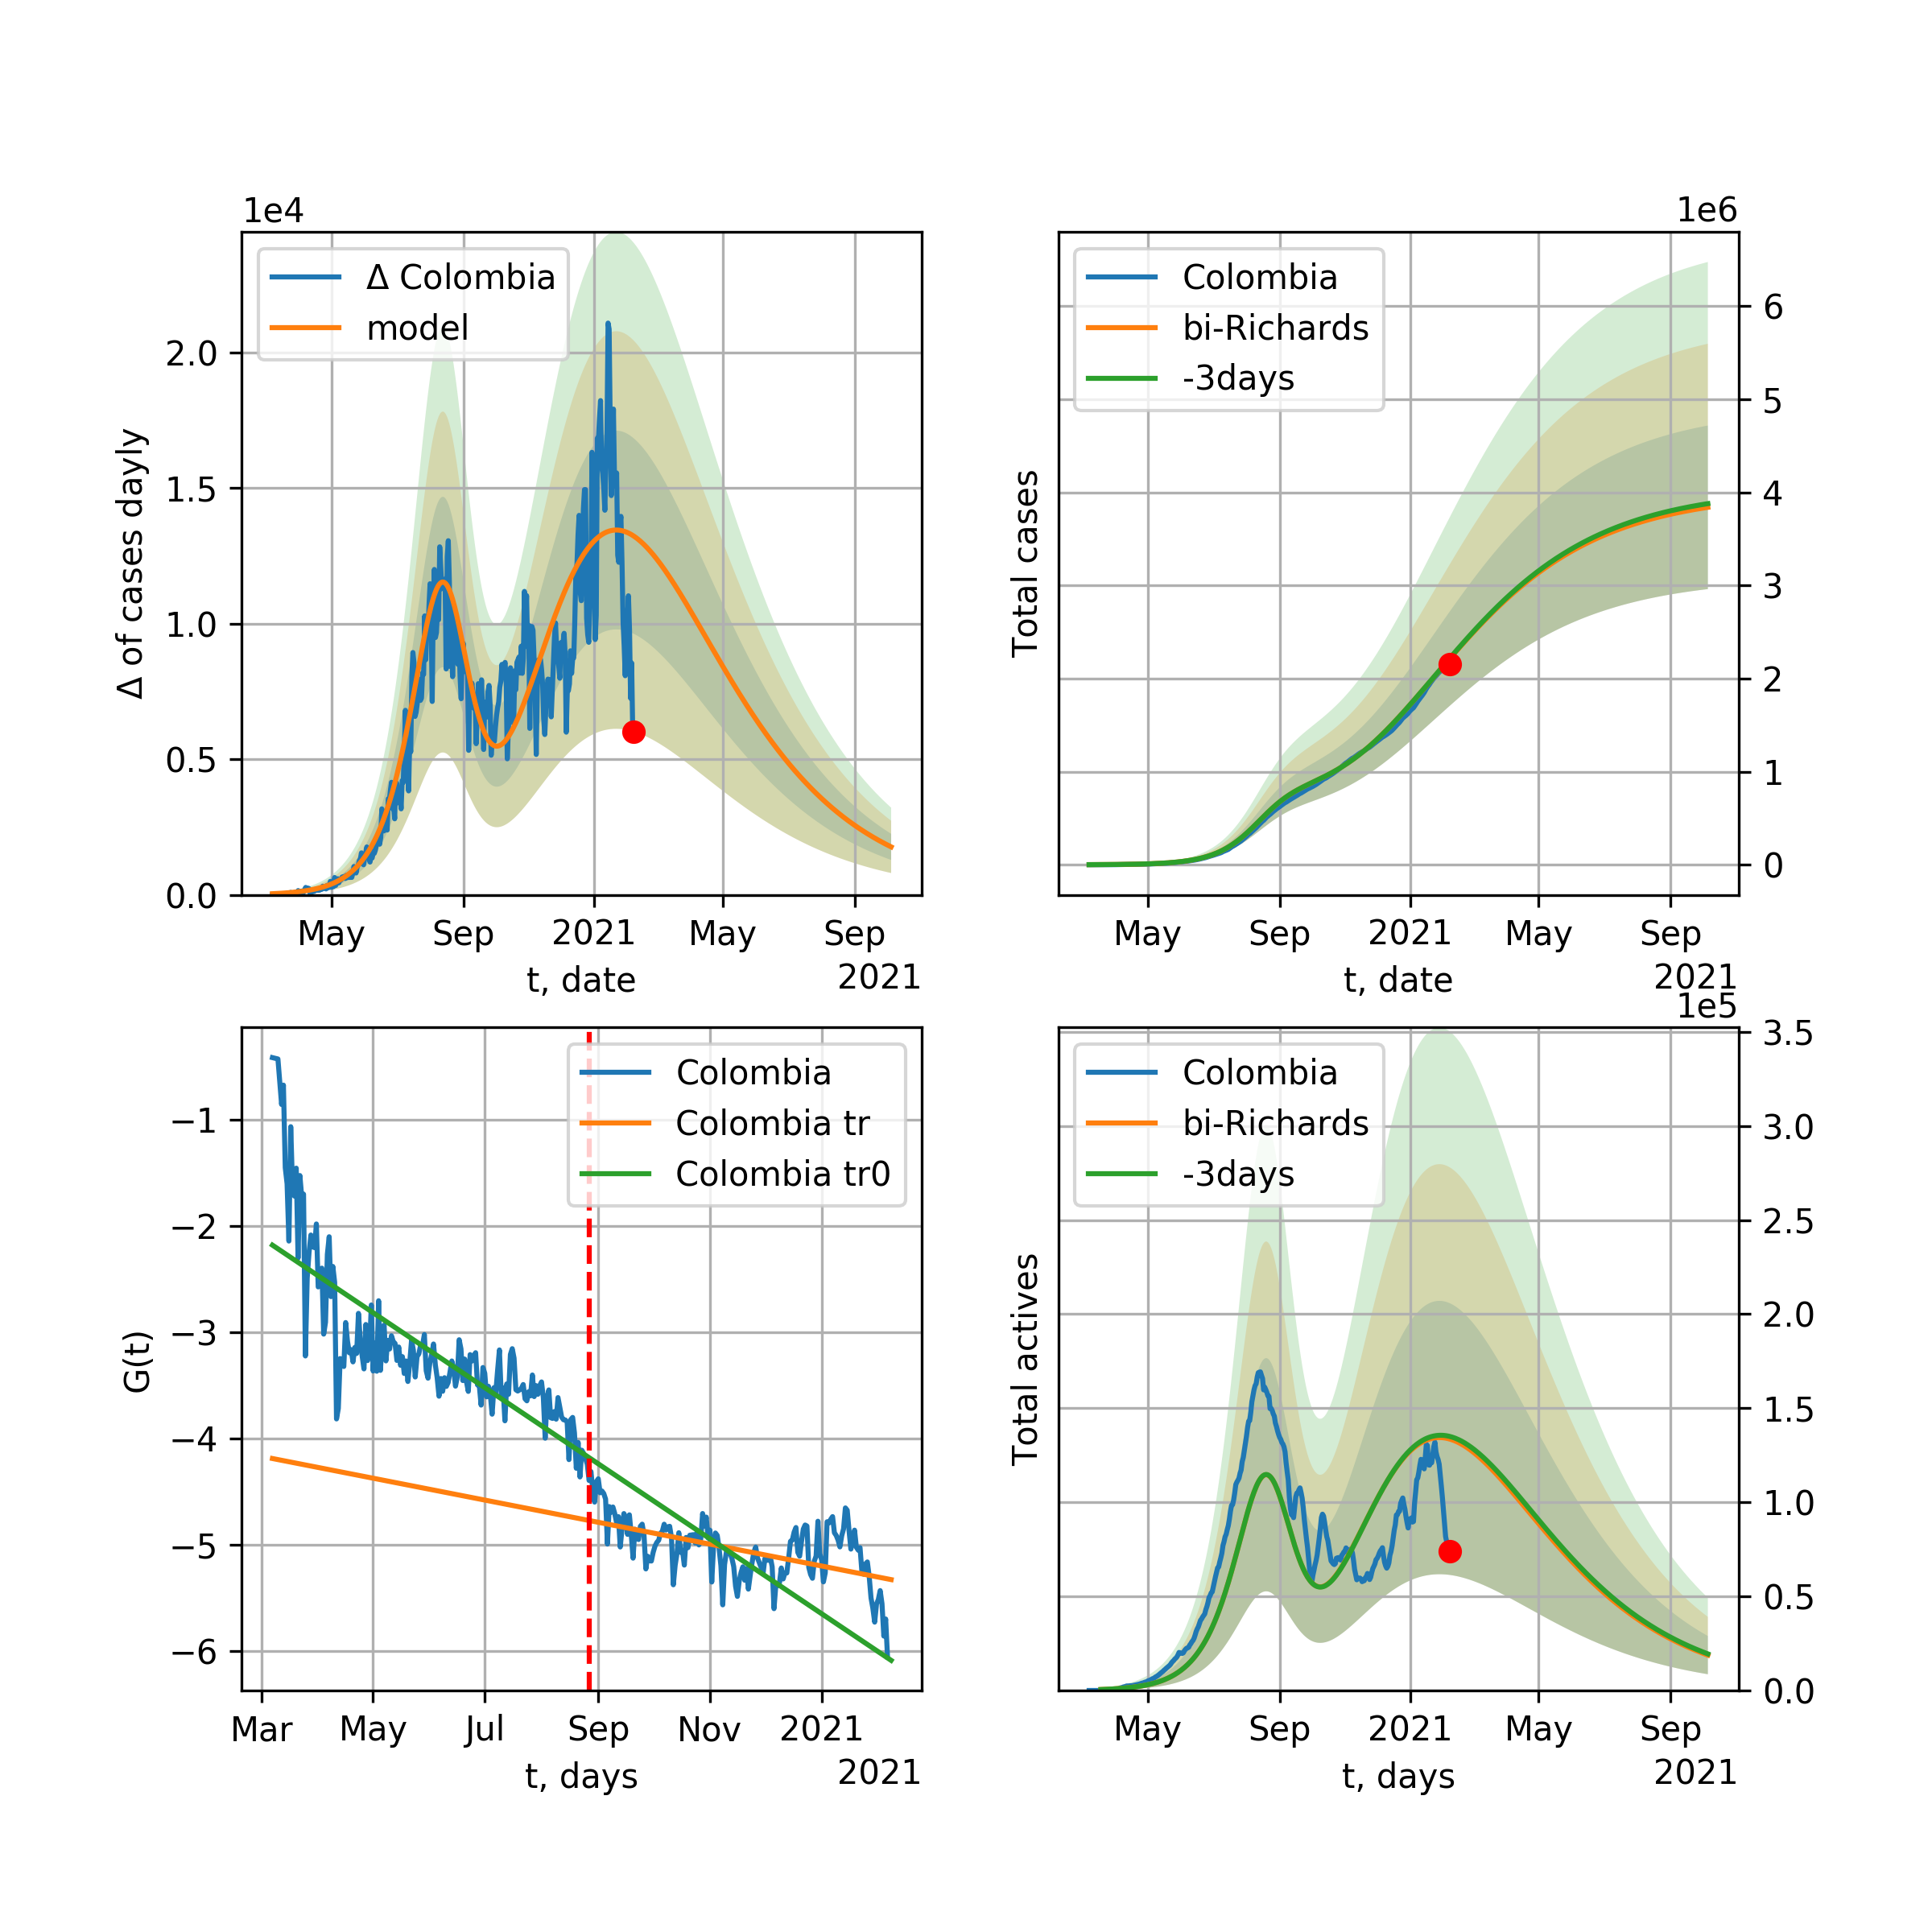 1e4
Δ Colombia
model
2.0
1.5
1.0
0.5
0.0
Δ of cases dayly
May
Sep
2021
May
Sep
t, date
2021
1e6
Colombia
bi-Richards
-3days
6
5
4
3
2
1
0
Total cases
May
Sep
2021
May
Sep
t, date
2021
Colombia
Colombia tr
Colombia tr0
−1
−2
−3
−4
−5
−6
G(t)
Mar
May
Jul
Sep
Nov
2021
t, days
2021
1e5
Colombia
bi-Richards
-3days
3.5
3.0
2.5
2.0
1.5
1.0
0.5
0.0
Total actives
May
Sep
2021
May
Sep
t, days
2021